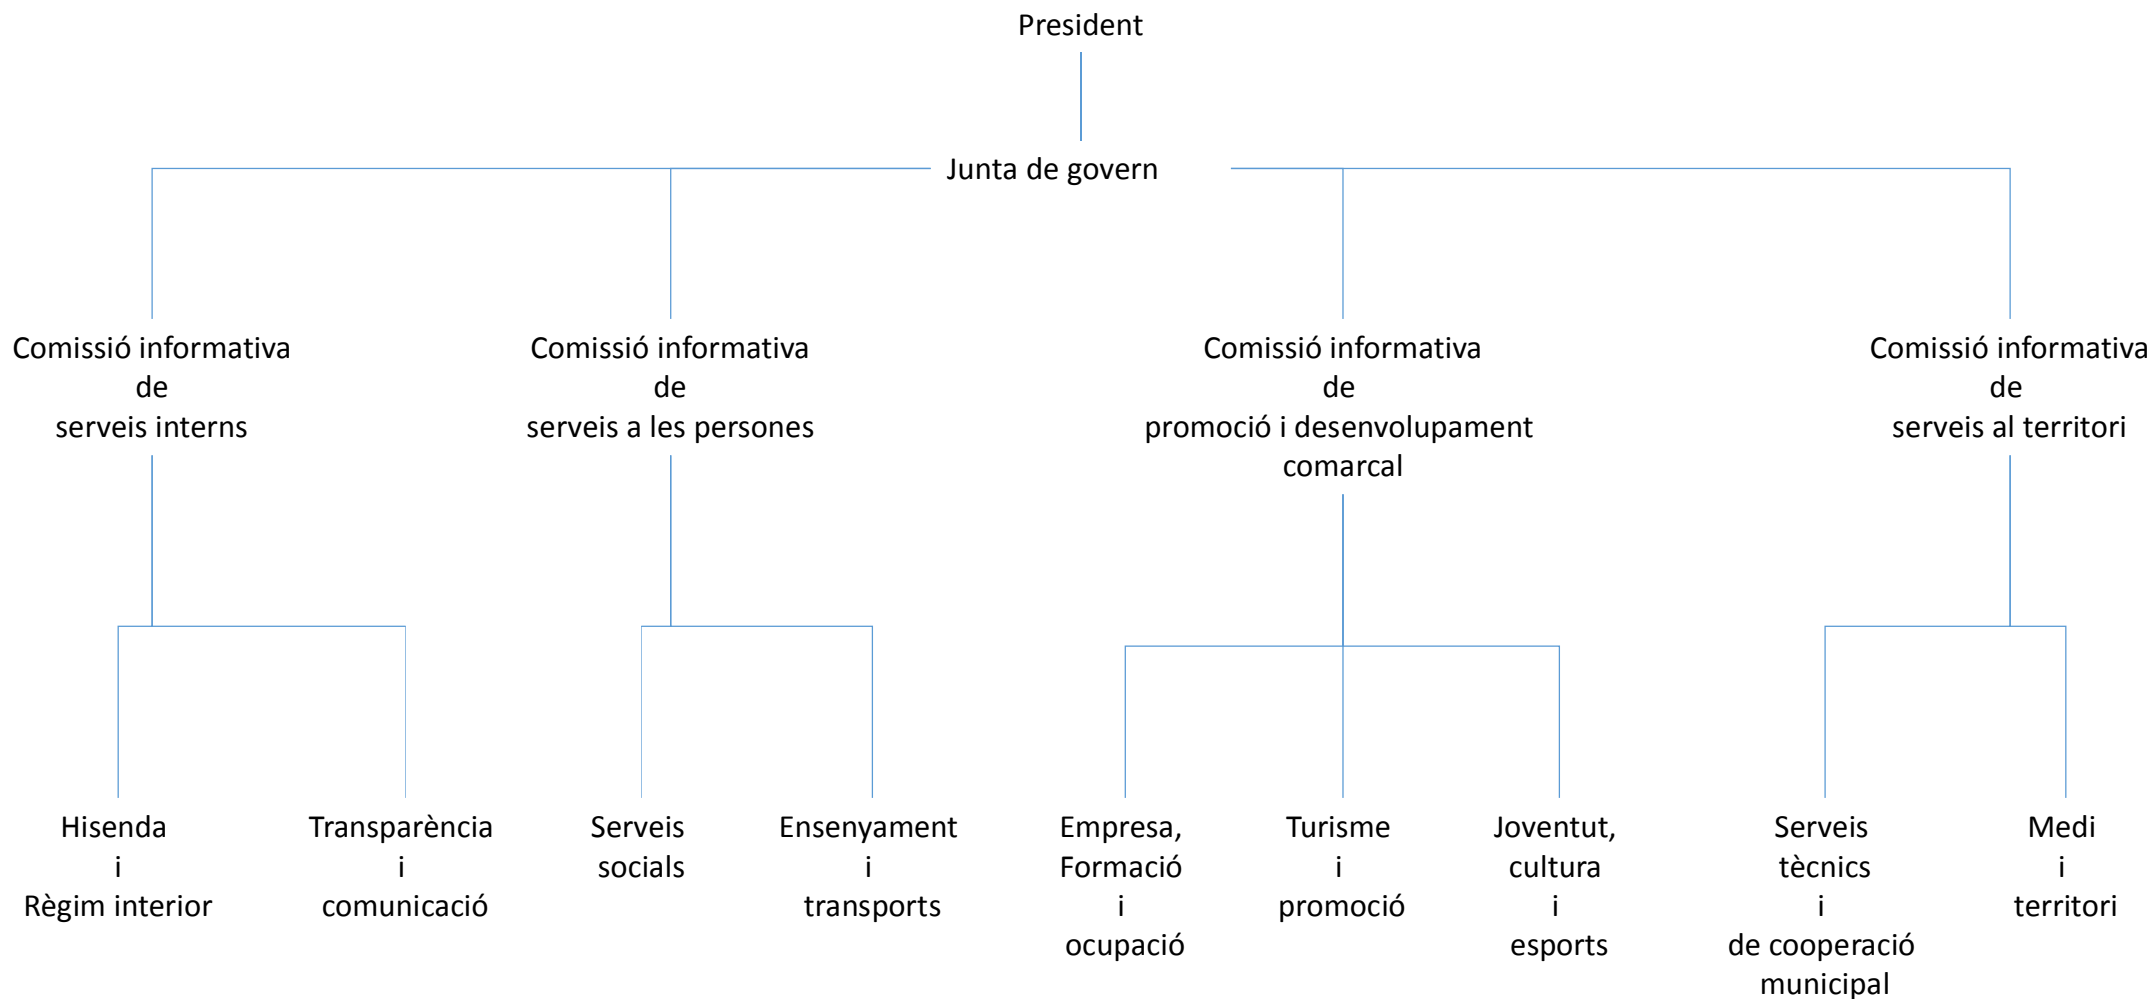 President
Junta de govern
Comissió informativa
de
serveis interns
Comissió informativa
de
serveis a les persones
Comissió informativa
de
promoció i desenvolupament
comarcal
Comissió informativa
de
serveis al territori
Hisenda
i
Règim interior
Transparència
i
comunicació
Serveis
socials
Ensenyament
i
transports
Empresa,
Formació
i
ocupació
Turisme
i
promoció
Joventut,
cultura
i
esports
Serveis
tècnics
i
de cooperació
municipal
Medi
i
territori